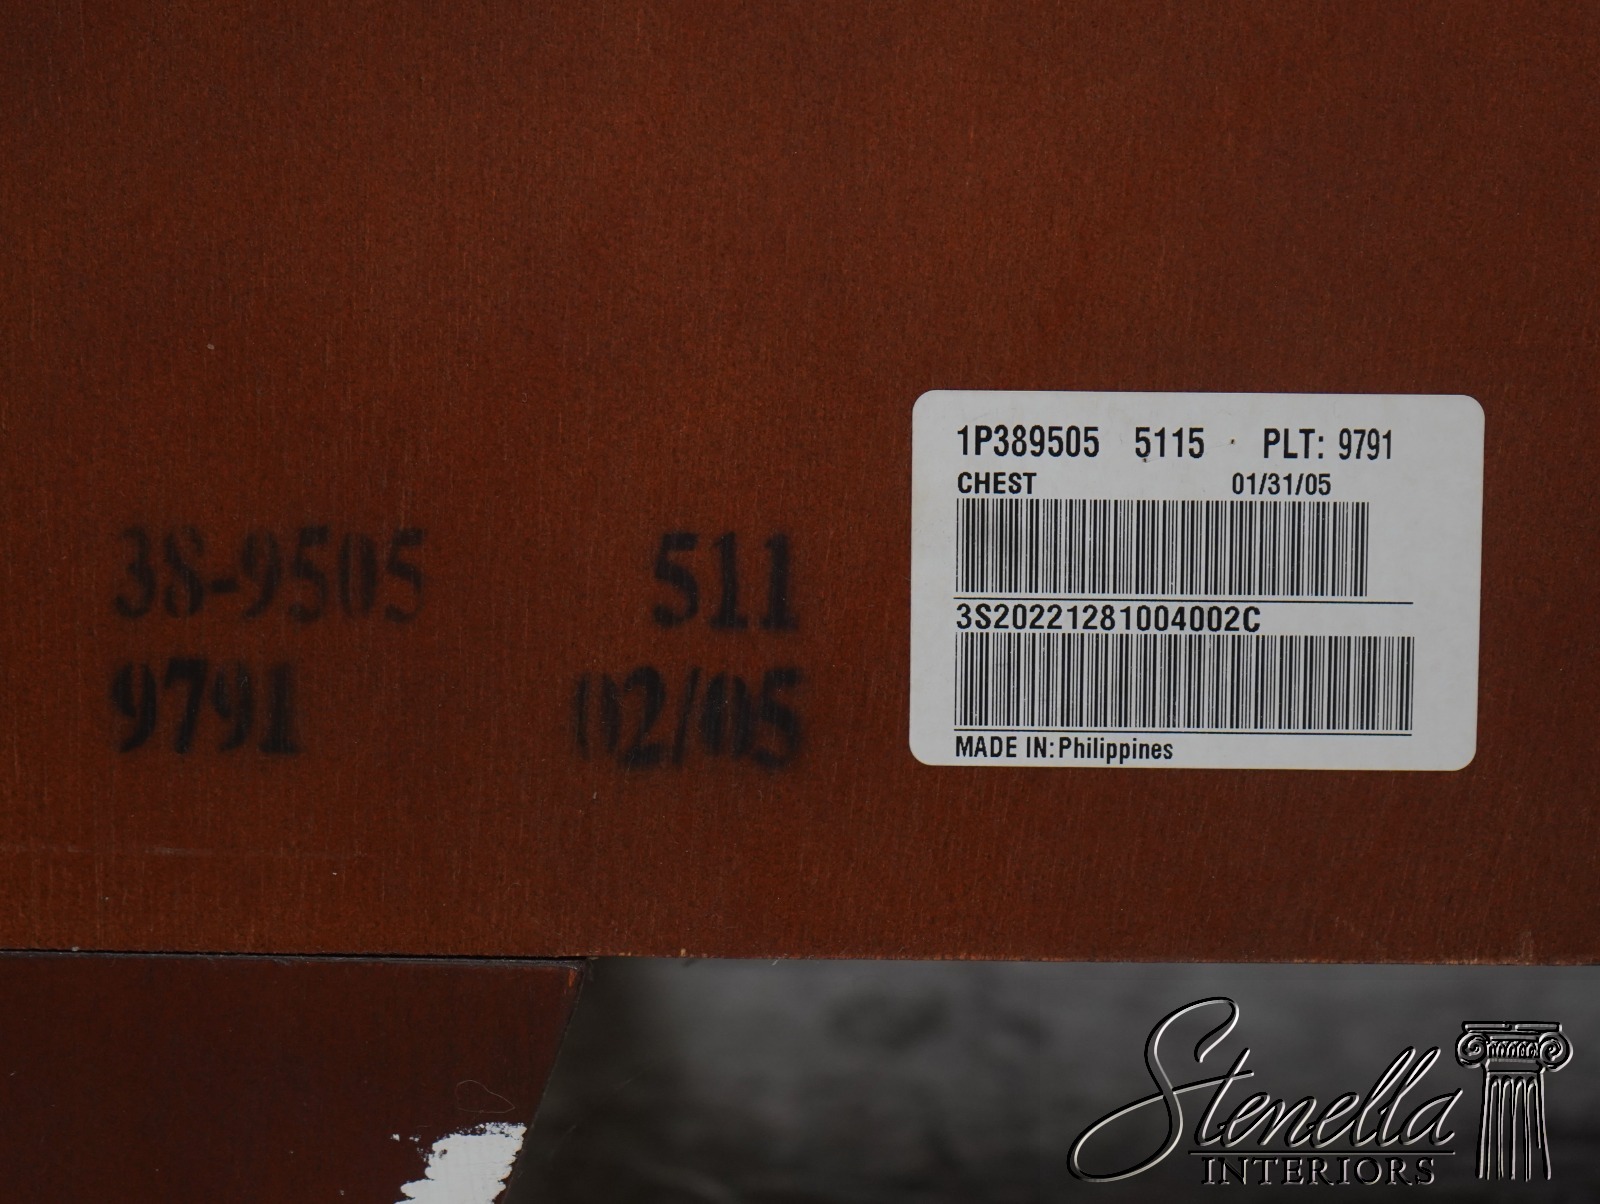 38-9505 511
9791 02/05
1P389505 5115 PLT: 9791
CHEST 01/31/05
3S20221281004002C
MADE IN: Philippines
Stenella
INTERIORS